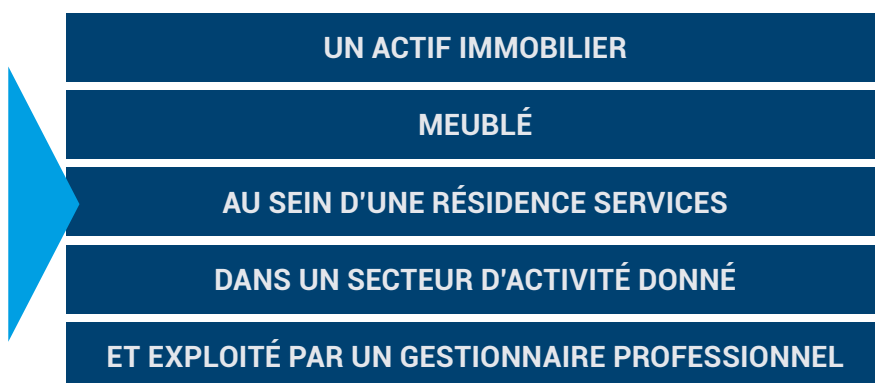 UN ACTIF IMMOBILIER
MEUBLÉ
AU SEIN D'UNE RÉSIDENCE SERVICES
DANS UN SECTEUR D'ACTIVITÉ DONNÉ
ET EXPLOITÉ PAR UN GESTIONNAIRE PROFESSIONNEL